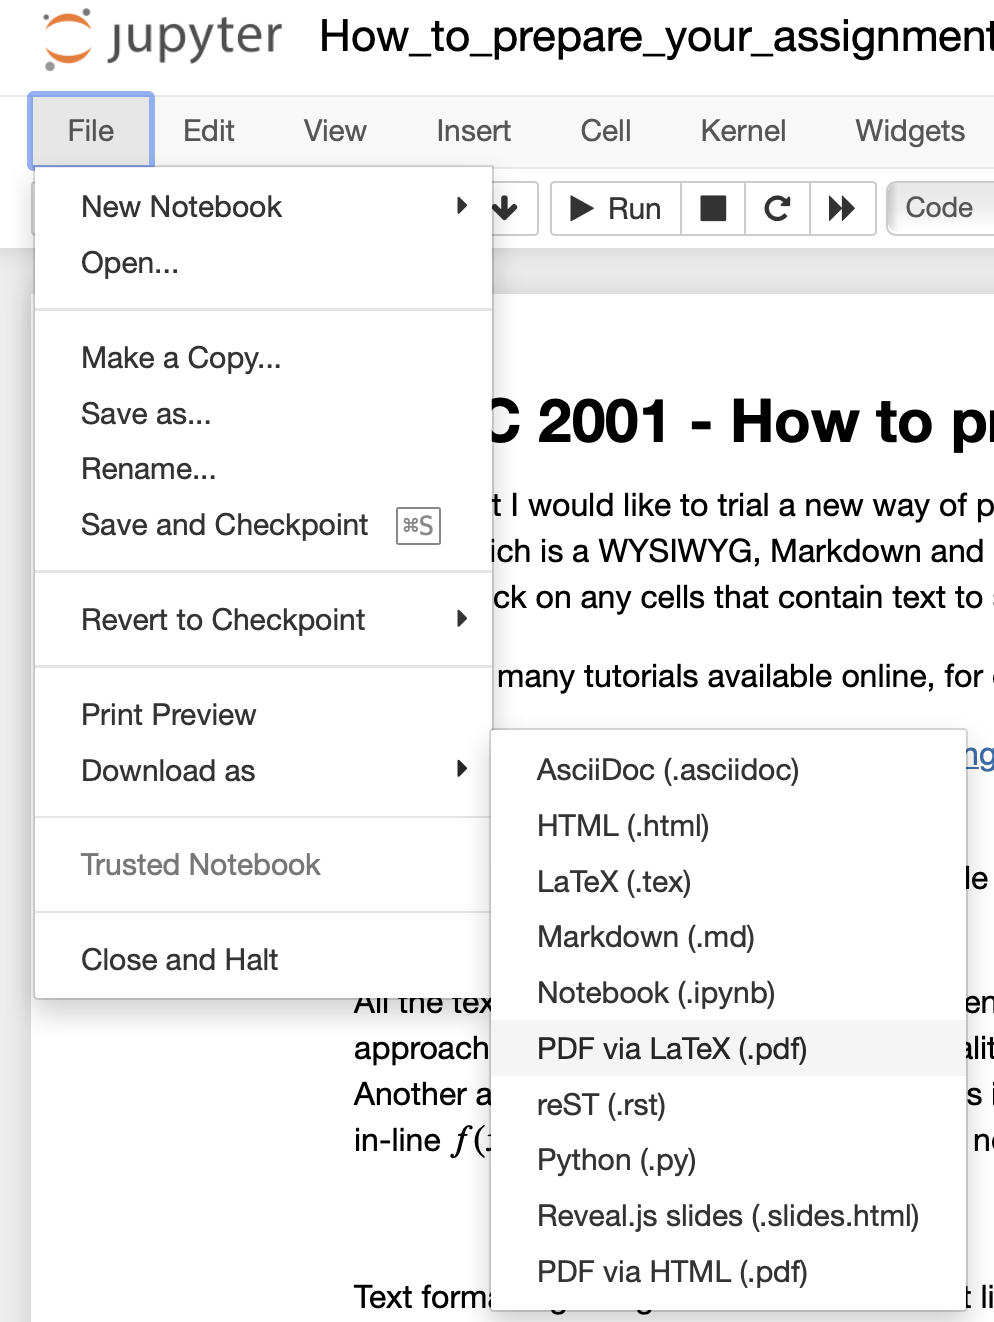 jupyter How_to_prepare_your_assignment
File Edit View Insert Cell Kernel Widgets
Run Code
New Notebook
Open...
Make a Copy...
Save as...
Rename...
Save and Checkpoint ⌘S
Revert to Checkpoint
Print Preview
Download as
Trusted Notebook
Close and Halt
AsciiDoc (.asciidoc)
HTML (.html)
LaTeX (.tex)
Markdown (.md)
Notebook (.ipynb)
PDF via LaTeX (.pdf)
reST (.rst)
Python (.py)
Reveal.js slides (.slides.html)
PDF via HTML (.pdf)
C 2001 - How to
I would like to trial a new way of
is a WYSIWYG, Markdown and
on any cells that contain text to
many tutorials available online, for
All the
approach
Another
in-line f(
Text